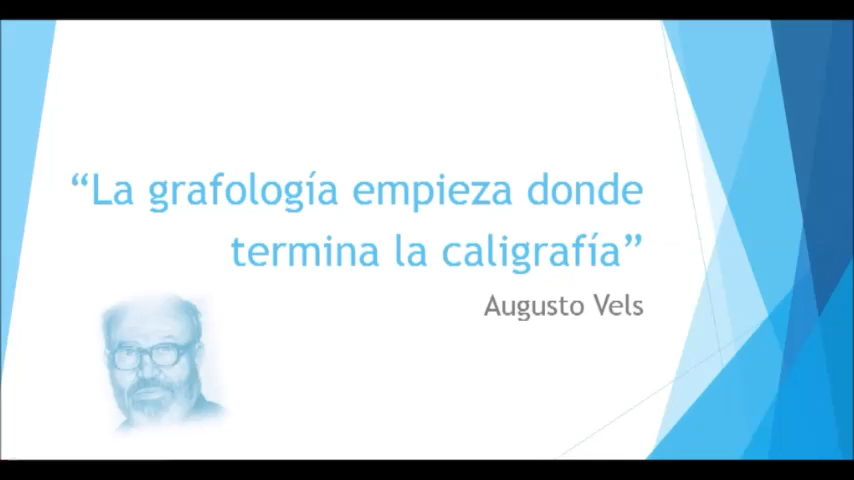 “La grafología empieza donde
termina la caligrafía”
Augusto Vels